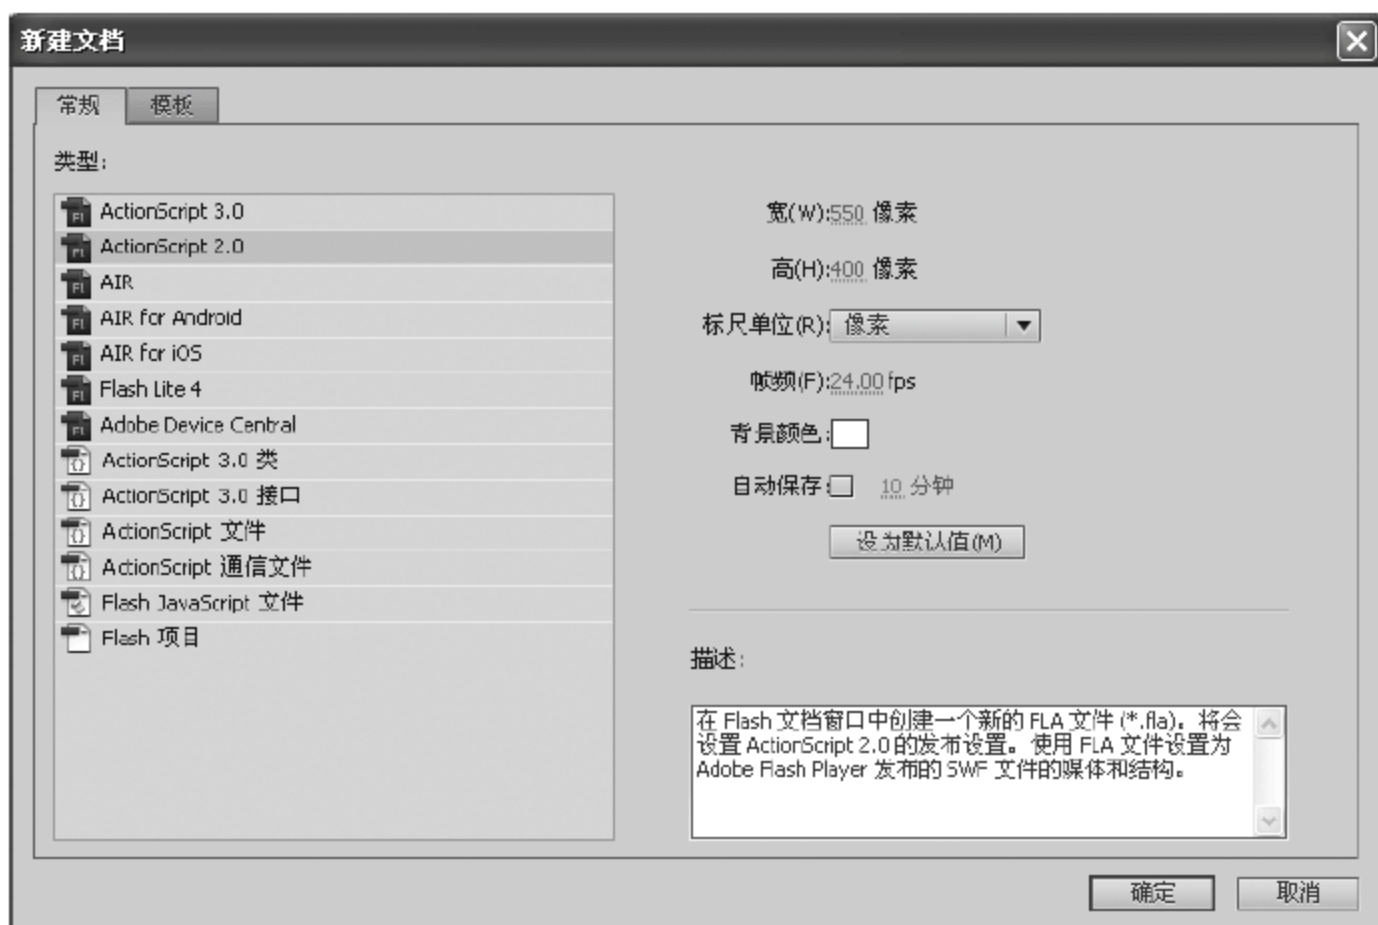 新建文档
常规 模板
类型:
ActionScript 3.0
ActionScript 2.0
AIR
AIR for Android
AIR for iOS
Flash Lite 4
Adobe Device Central
ActionScript 3.0 类
ActionScript 3.0 接口
ActionScript 文件
ActionScript 通信文件
Flash JavaScript 文件
Flash 项目
宽(W):550 像素
高(H):400 像素
标尺单位(R):像素
帧频(F):24.00 fps
背景颜色:
自动保存: 10 分钟
设为默认值(M)
描述:
在 Flash 文档窗口中创建一个新的 FLA 文件 (*.fla)。将会
设置 ActionScript 2.0 的发布设置。使用 FLA 文件设置为
Adobe Flash Player 发布的 SWF 文件的媒体和结构。
确定 取消